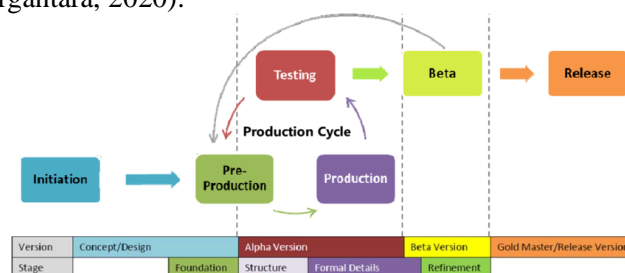 rgantara, 2020).
Testing
Beta
Release
Production Cycle
Initiation
Pre-
Production
Production
Version Concept/Design Alpha Version Beta Version Gold Master/Release Version
Stage Foundation Structure Formal Details Refinement